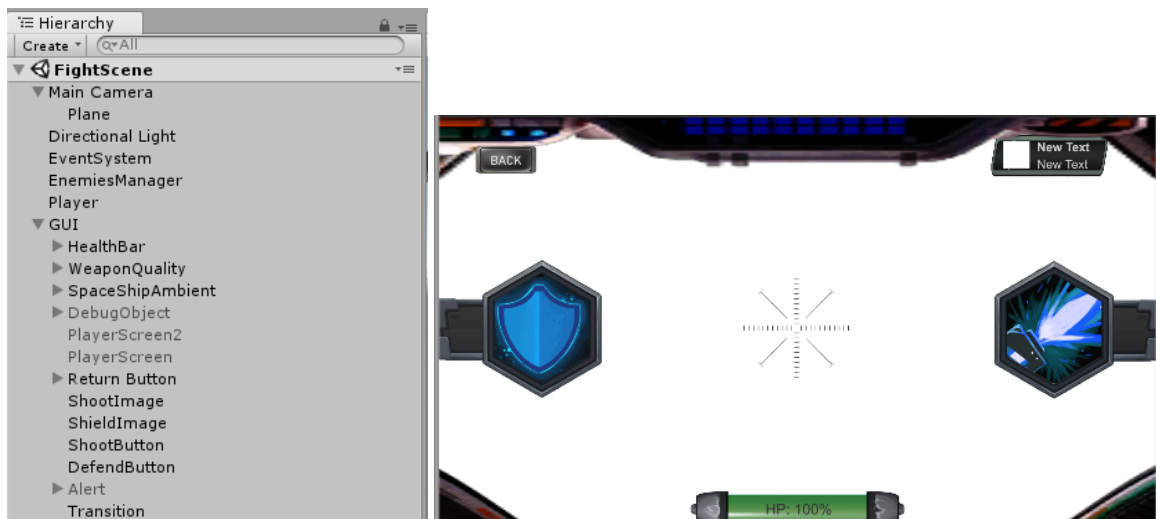 Hierarchy
Create
All
FightScene
Main Camera
Plane
Directional Light
EventSystem
EnemiesManager
Player
GUI
HealthBar
WeaponQuality
SpaceShipAmbient
DebugObject
PlayerScreen2
PlayerScreen
Return Button
ShootImage
ShieldImage
ShootButton
DefendButton
Alert
Transition
BACK
New Text
New Text
HP: 100%